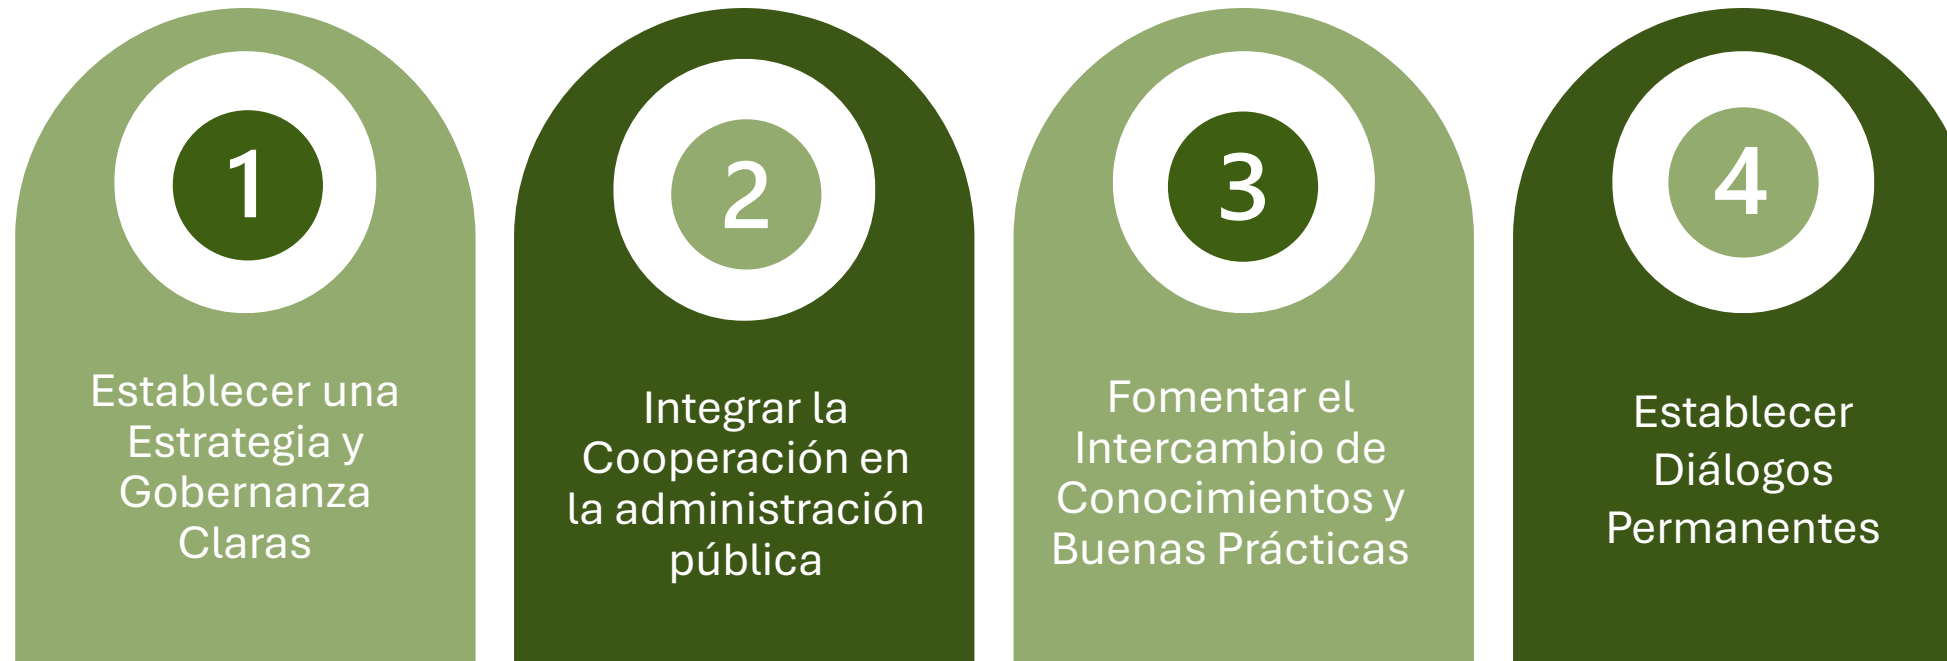 1
Establecer una
Estrategia y
Gobernanza
Claras
2
Integrar la
Cooperación en
la administración
pública
3
Fomentar el
Intercambio de
Conocimientos y
Buenas Prácticas
4
Establecer
Diálogos
Permanentes